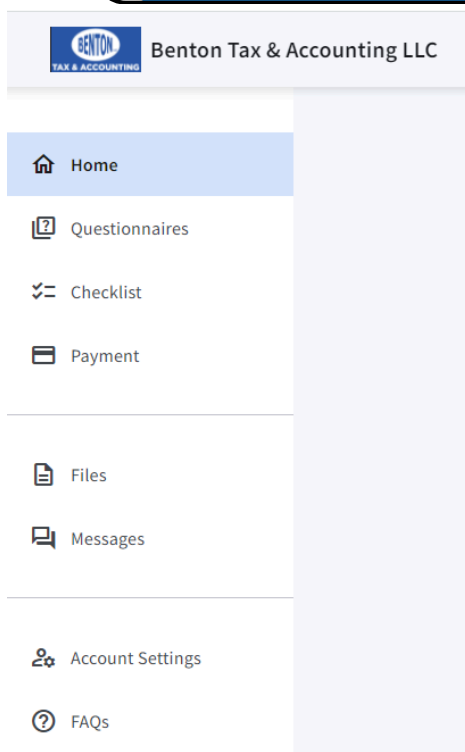 BENTON
TAX & ACCOUNTING
Benton Tax & Accounting LLC
Home
Questionnaires
Checklist
Payment
Files
Messages
Account Settings
FAQs